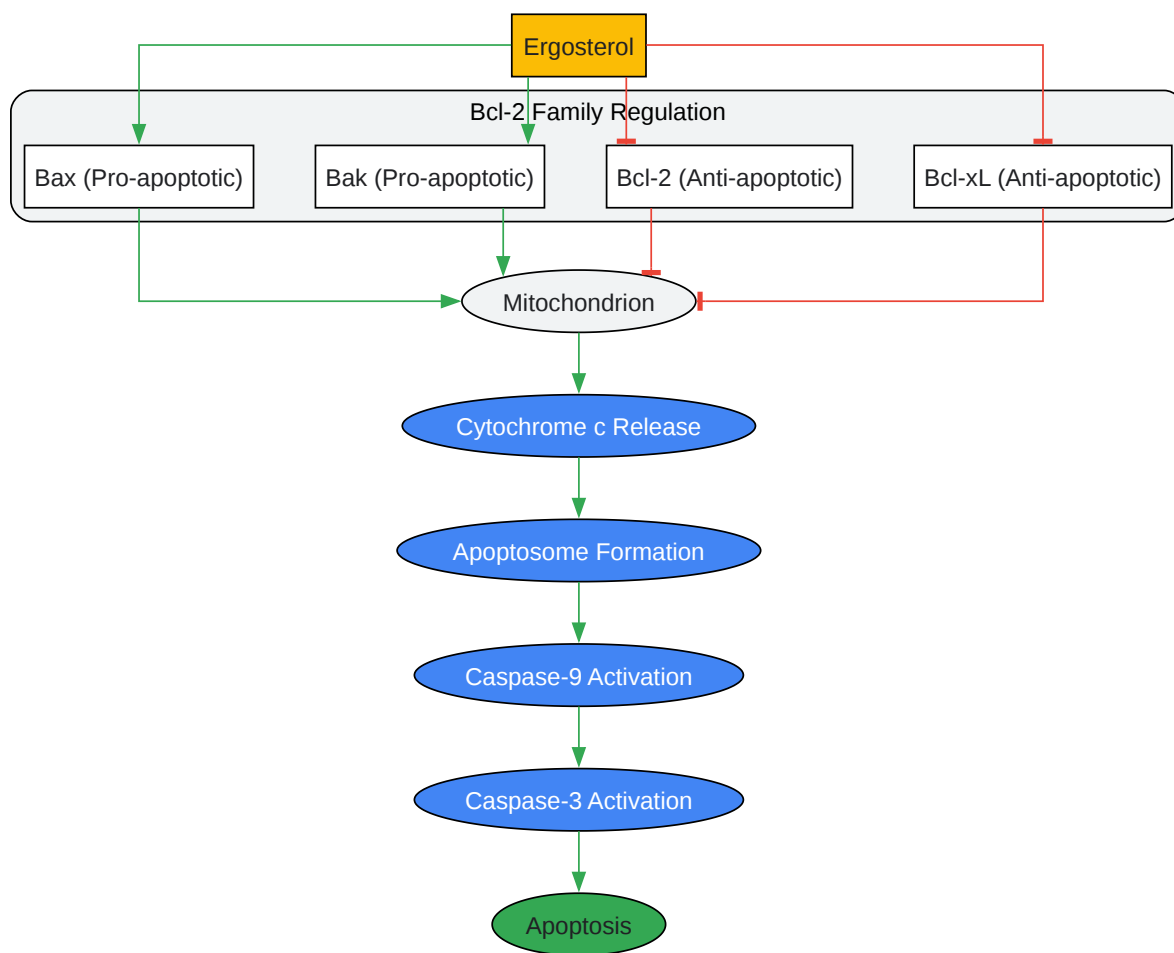 Ergosterol
Bcl-2 Family Regulation
Bax (Pro-apoptotic)
Bak (Pro-apoptotic)
Bcl-2 (Anti-apoptotic)
Bcl-xL (Anti-apoptotic)
Mitochondrion
Cytochrome c Release
Apoptosome Formation
Caspase-9 Activation
Caspase-3 Activation
Apoptosis